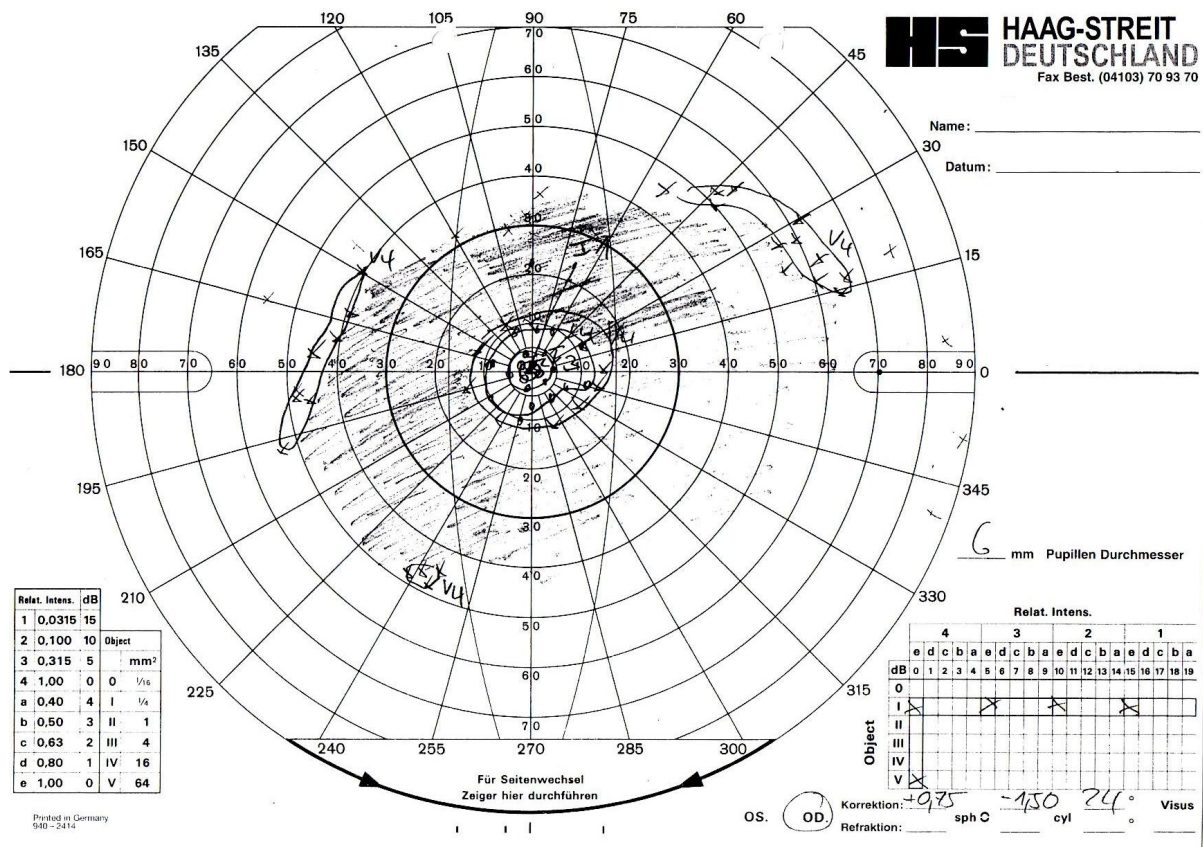 HAAG-STREIT
DEUTSCHLAND
Fax Best. (04103) 70 93 70
Name:
Datum:
120 105 90 75 60
135 45
150 30
165 15
180 0
195 345
210 330
225 315
240 255 270 285 300
70
60
50
40
30
20
10
90 80 70 60 50 40 30 20 10 10 20 30 40 50 60 70 80 90
10
20
30
40
50
60
70
V4
V4
V4
I4
6 mm Pupillen Durchmesser
Relat. Intens. dB
1 0,0315 15
2 0,100 10 Object
3 0,315 5 mm²
4 1,00 0 0 1/16
a 0,40 4 I 1/4
b 0,50 3 II 1
c 0,63 2 III 4
d 0,80 1 IV 16
e 1,00 0 V 64
Printed in Germany
940 - 2414
Für Seitenwechsel
Zeiger hier durchführen
Relat. Intens.
4 3 2 1
e d c b a e d c b a e d c b a e d c b a
dB 0 1 2 3 4 5 6 7 8 9 10 11 12 13 14 15 16 17 18 19
Object
0
I
II
III
IV
V
OS. OD.
Korrektion: +0,75 sph -1,50 cyl 24° Visus
Refraktion: °